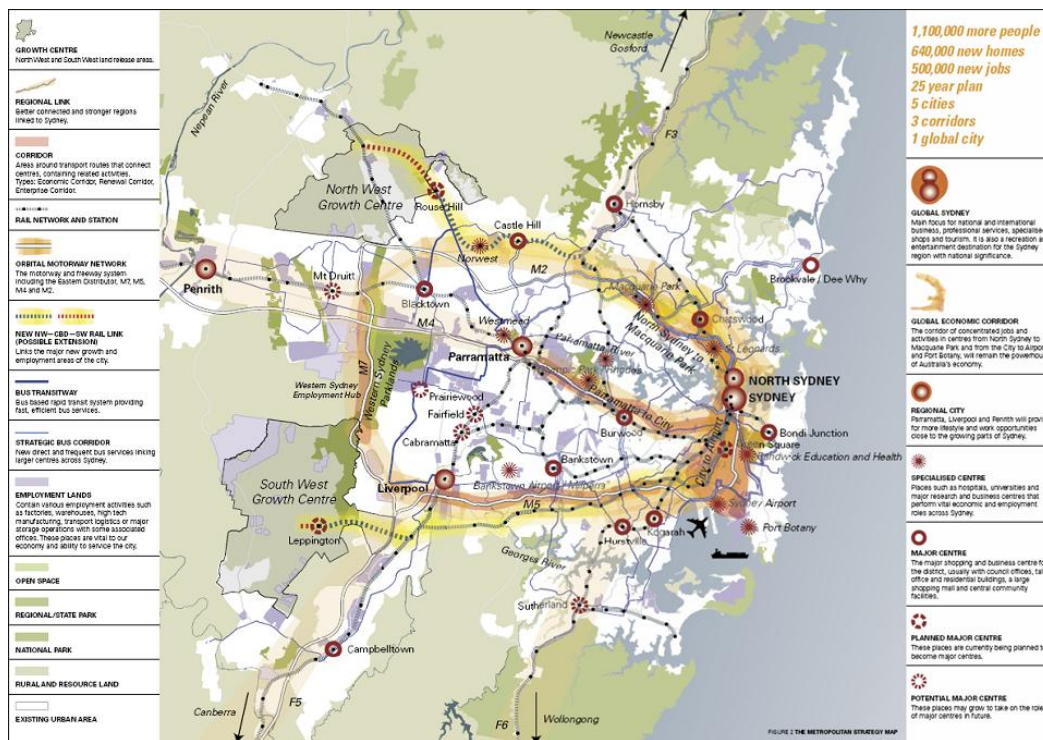 GROWTH CENTRE
North West and South West land release areas.
REGIONAL LINK
Better connected and stronger regions
linked to Sydney.
CORRIDOR
Areas around transport routes that connect
centres, containing related activities.
Types: Economic Corridor, Renewal Corridor,
Enterprise Corridor.
RAIL NETWORK AND STATION
ORBITAL MOTORWAY NETWORK
The motorway and freeway system
including the Eastern Distributor, M7, M5,
M4 and M2.
NEW NW–CBD–SW RAIL LINK
(POSSIBLE EXTENSION)
Links the major new growth and
employment areas of the city.
BUS TRANSITWAY
Bus based rapid transit system providing
fast, efficient bus services.
STRATEGIC BUS CORRIDOR
New direct and frequent bus services linking
larger centres across Sydney.
EMPLOYMENT LANDS
Contain various employment activities such
as factories, warehouses, high tech
manufacturing, transport logistics or major
storage operations with some associated
offices. These places are vital to our
economy and ability to service the city.
OPEN SPACE
REGIONAL/STATE PARK
NATIONAL PARK
RURAL AND RESOURCE LAND
EXISTING URBAN AREA
Newcastle
Gosford
Nepean River
F3
North West
Growth Centre
Rouse Hill
Hornsby
Castle Hill
Norwest
M2
Penrith
Mt Druitt
Blacktown
Brookvale / Dee Why
Macquarie Park
Chatswood
M4
Westmead
Parramatta
Parramatta River
North Sydney to
Macquarie Park
St Leonards
M7
Western Sydney
Parklands
Western Sydney
Employment Hub
Olympic Park / Rhodes
NORTH SYDNEY
SYDNEY
Prairiewood
Fairfield
Cabramatta
Parramatta to City
Burwood
Bondi Junction
Green Square
Randwick Education and Health
Bankstown
Bankstown Airport / Milperra
City to Airport
South West
Growth Centre
Liverpool
M5
Sydney Airport
Port Botany
Leppington
Hurstville
Kogarah
Georges River
Sutherland
Campbelltown
Canberra
F5
F6
Wollongong
FIGURE 2 THE METROPOLITAN STRATEGY MAP
1,100,000 more people
640,000 new homes
500,000 new jobs
25 year plan
5 cities
3 corridors
1 global city
GLOBAL SYDNEY
Main focus for national and international
business, professional services, specialised
shops and tourism. It is also a recreation a
entertainment destination for the Sydney
region with national significance.
GLOBAL ECONOMIC CORRIDOR
The corridor of concentrated jobs and
activities in centres from North Sydney to
Macquarie Park and from the City to Airpor
and Port Botany, will remain the powerhou
of Australia's economy.
REGIONAL CITY
Parramatta, Liverpool and Penrith will provi
for more lifestyle and work opportunities
close to the growing parts of Sydney.
SPECIALISED CENTRE
Places such as hospitals, universities and
major research and business centres that
perform vital economic and employment
roles across Sydney.
MAJOR CENTRE
The major shopping and business centre fo
the district, usually with council offices, tal
office and residential buildings, a large
shopping mall and central community
facilities.
PLANNED MAJOR CENTRE
These places are currently being planned to
become major centres.
POTENTIAL MAJOR CENTRE
These places may grow to take on the role
of major centres in future.